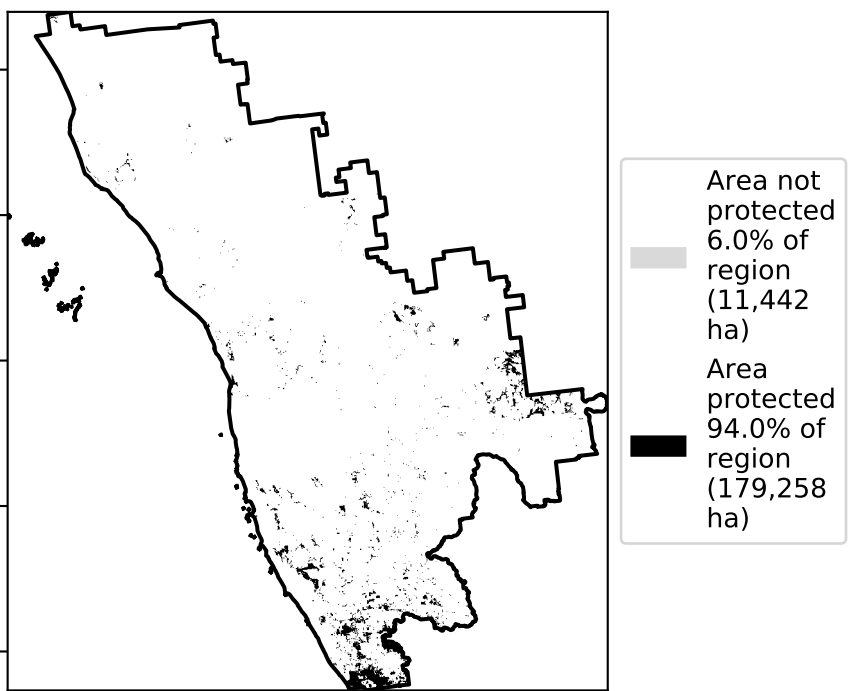 Area not
protected
6.0% of
region
(11,442
ha)
Area
protected
94.0% of
region
(179,258
ha)